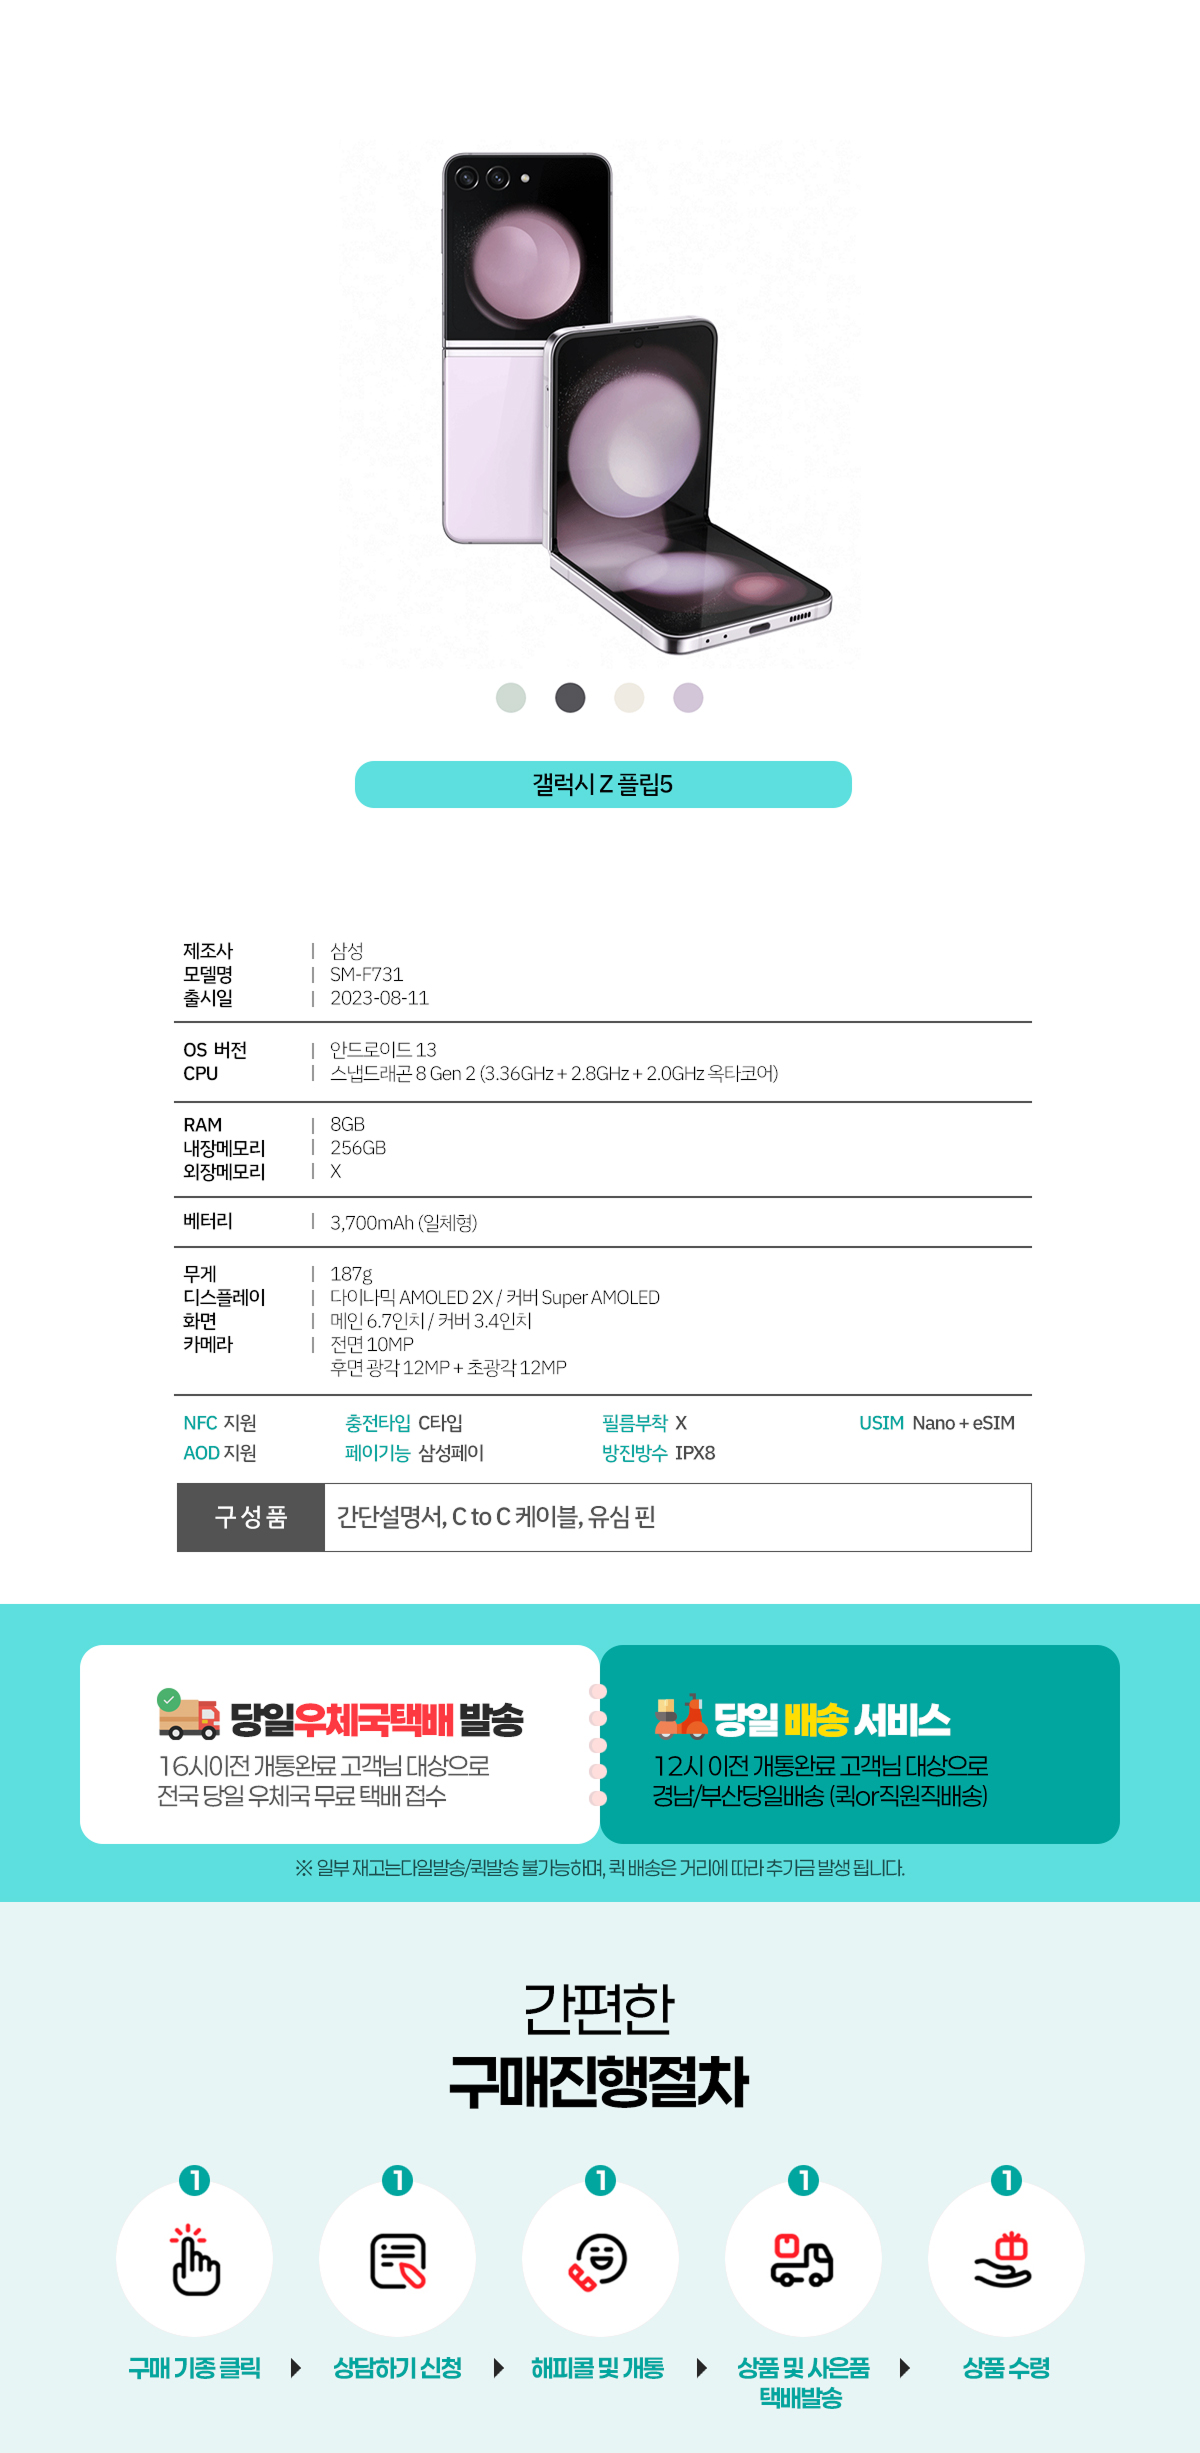 갤럭시 Z 플립5
제조사 | 삼성
모델명 | SM-F731
출시일 | 2023-08-11
OS 버전 | 안드로이드 13
CPU | 스냅드래곤 8 Gen 2 (3.36GHz + 2.8GHz + 2.0GHz 옥타코어)
RAM | 8GB
내장메모리 | 256GB
외장메모리 | X
베터리 | 3,700mAh (일체형)
무게 | 187g
디스플레이 | 다이나믹 AMOLED 2X / 커버 Super AMOLED
화면 | 메인 6.7인치 / 커버 3.4인치
카메라 | 전면 10MP
후면 광각 12MP + 초광각 12MP
NFC 지원 충전타입 C타입 필름부착 X USIM Nano + eSIM
AOD 지원 페이기능 삼성페이 방진방수 IPX8
구성품 간단설명서, C to C 케이블, 유심 핀
당일우체국택배 발송
16시이전 개통완료 고객님 대상으로
전국 당일 우체국 무료 택배 접수
당일 배송 서비스
12시 이전 개통완료 고객님 대상으로
경남/부산당일배송 (퀵or직원직배송)
※ 일부 재고는다일발송/퀵발송 불가능하며, 퀵 배송은 거리에 따라 추가금 발생 됩니다.
간편한
구매진행절차
1 1 1 1 1
구매 기종 클릭 상담하기 신청 해피콜 및 개통 상품 및 사은품 상품 수령
택배발송